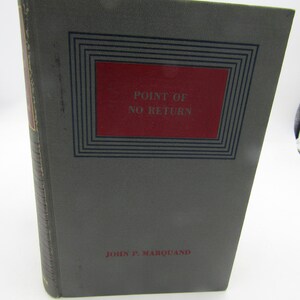 POINT OF
NO RETURN
JOHN P. MARQUAND